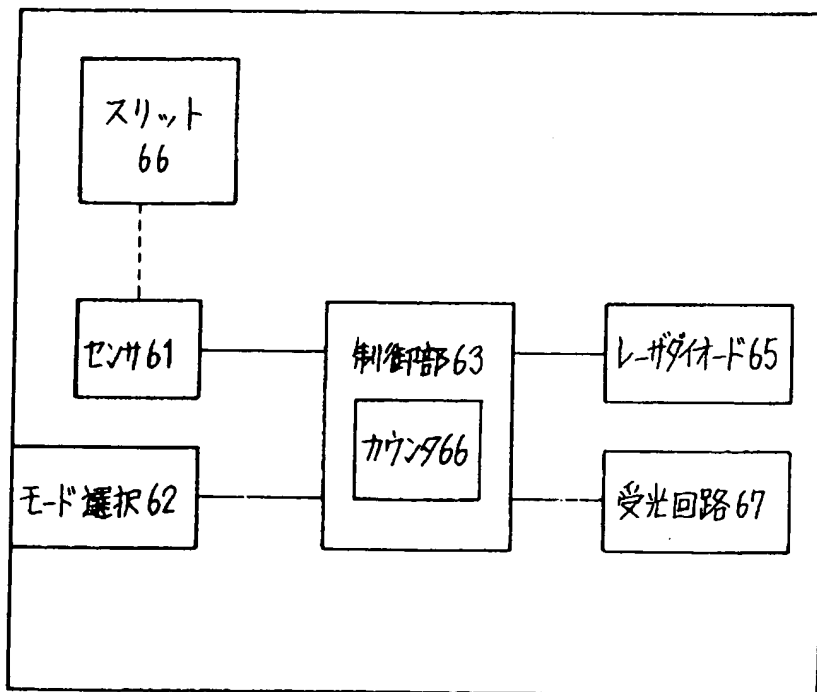 スリット
66
センサ61
制御部63
レーザダイオード65
カウンタ66
モード選択62
受光回路67